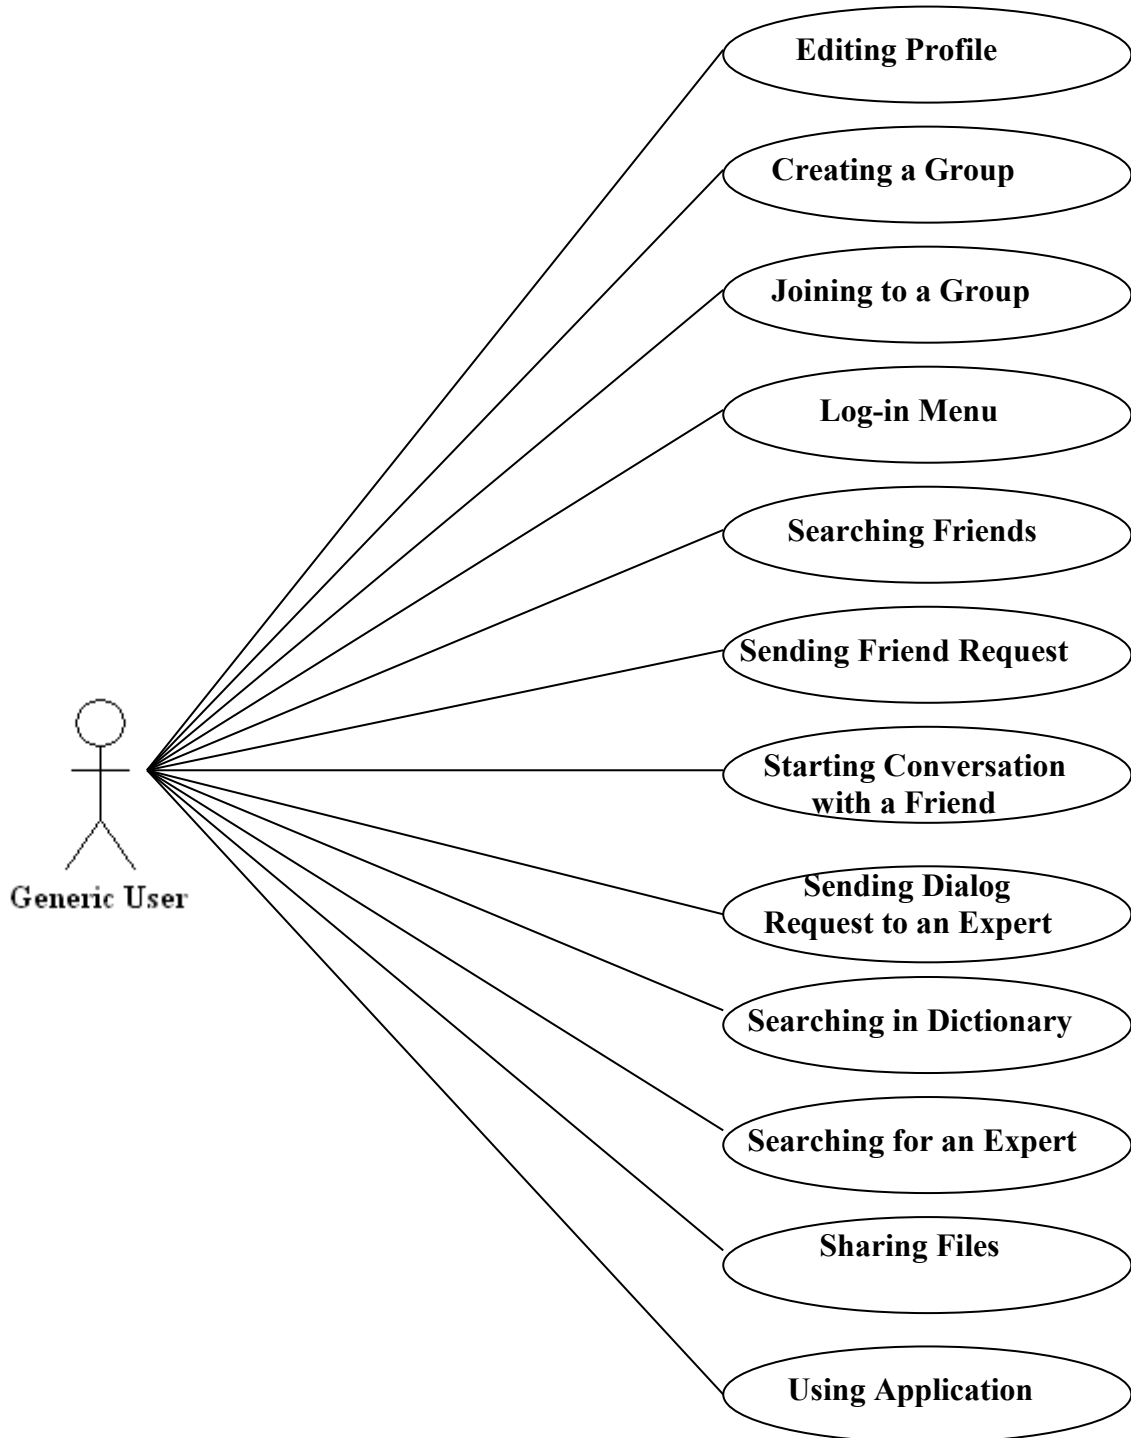 Editing Profile
Creating a Group
Joining to a Group
Log-in Menu
Searching Friends
Sending Friend Request
Starting Conversation
with a Friend
Generic User
Sending Dialog
Request to an Expert
Searching in Dictionary
Searching for an Expert
Sharing Files
Using Application